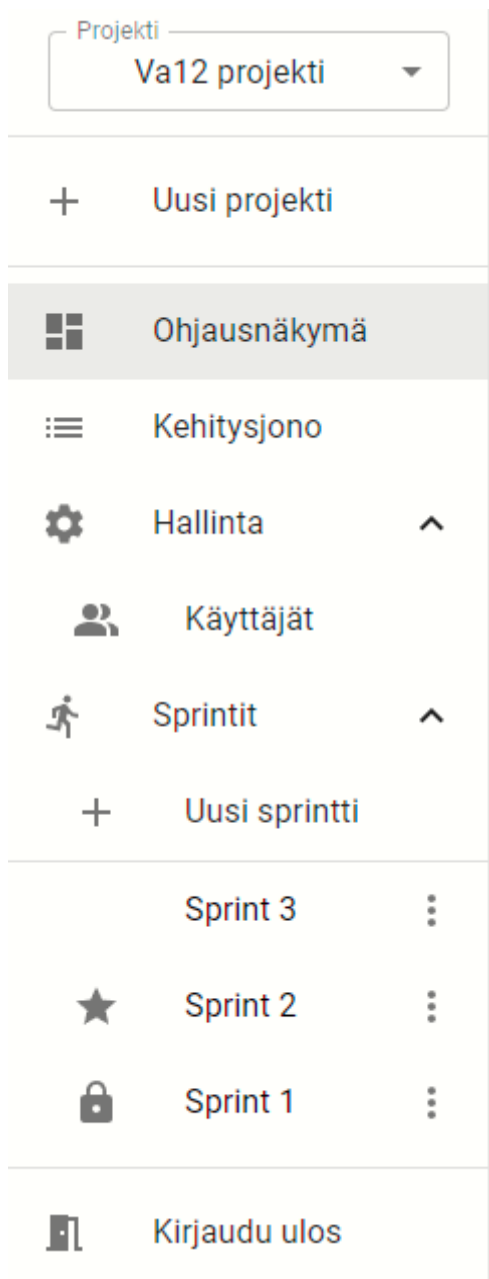 Projekti
Va12 projekti
Uusi projekti
Ohjausnäkymä
Kehitysjono
Hallinta
Käyttäjät
Sprintit
Uusi sprintti
Sprint 3
Sprint 2
Sprint 1
Kirjaudu ulos